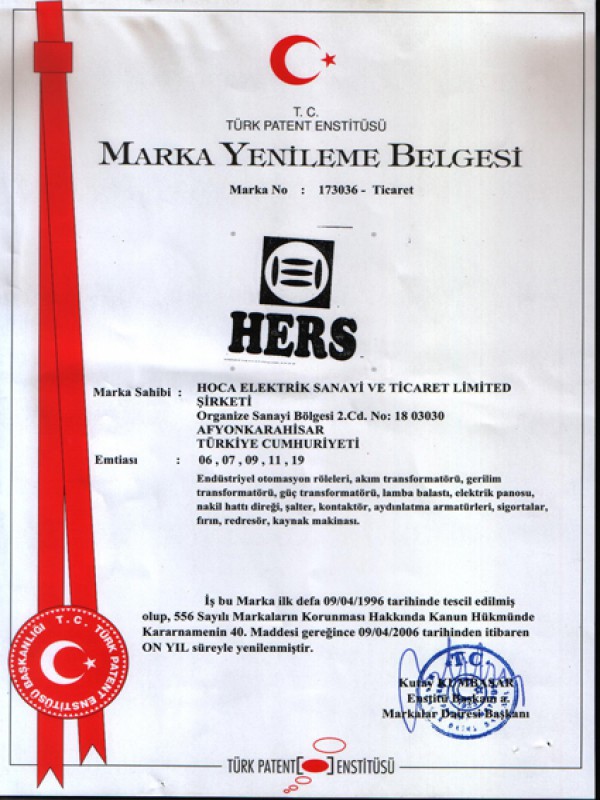 T. C.
TÜRK PATENT ENSTİTÜSÜ
MARKA YENİLEME BELGESİ
Marka No : 173036 - Ticaret
HERS
Marka Sahibi : HOCA ELEKTRİK SANAYİ VE TİCARET LIMITED
ŞİRKETİ
Organize Sanayi Bölgesi 2.Cd. No: 18 03030
AFYONKARAHİSAR
TÜRKİYE CUMHURİYETİ
Emtiası : 06 , 07 , 09 , 11 , 19
Endüstriyel otomasyon röleleri, akım transformatörü, gerilim
transformatörü, güç transformatörü, lamba balastı, elektrik panosu,
nakil hattı direği, şalter, kontaktör, aydınlatma armatürleri, sigortalar,
fırın, redresör, kaynak makinası.
İş bu Marka ilk defa 09/04/1996 tarihinde tescil edilmiş
olup, 556 Sayılı Markaların Korunması Hakkında Kanun Hükmünde
Kararnamenin 40. Maddesi gereğince 09/04/2006 tarihinden itibaren
ON YIL süreyle yenilenmiştir.
T. C. TÜRK PATENT ENSTİTÜSÜ BAŞKANLIĞI
T.C.
Kutay KUMBASAR
Enstitü Başkanı a.
Markalar Dairesi Başkanı
TÜRK PATENT ENSTİTÜSÜ